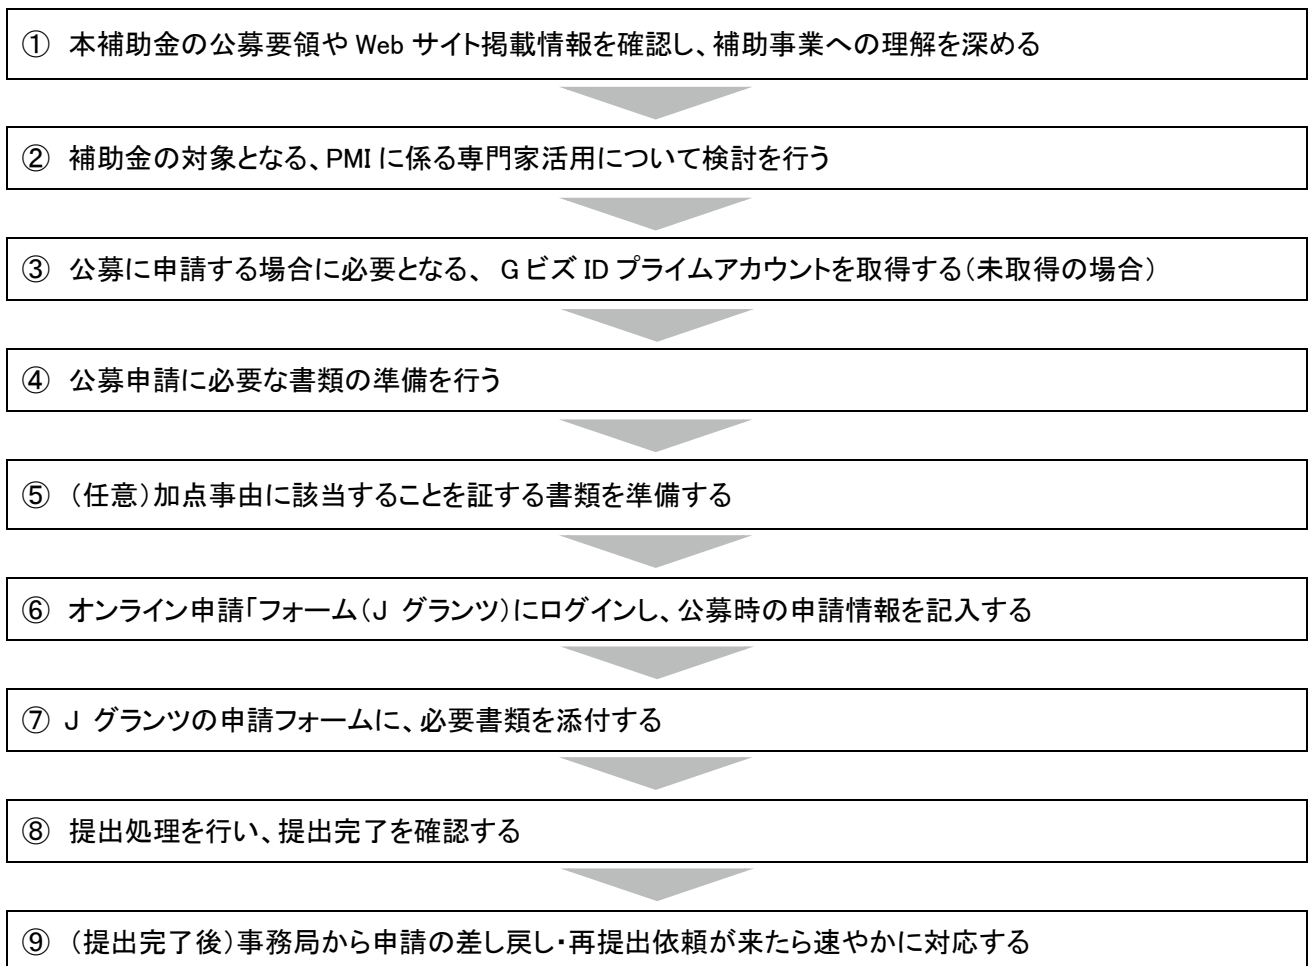 ① 本補助金の公募要領や Web サイト掲載情報を確認し、補助事業への理解を深める
② 補助金の対象となる、PMI に係る専門家活用について検討を行う
③ 公募に申請する場合に必要となる、 G ビズ ID プライムアカウントを取得する(未取得の場合)
④ 公募申請に必要な書類の準備を行う
⑤ (任意)加点事由に該当することを証する書類を準備する
⑥ オンライン申請「フォーム(J グランツ)にログインし、公募時の申請情報を記入する
⑦ J グランツの申請フォームに、必要書類を添付する
⑧ 提出処理を行い、提出完了を確認する
⑨ (提出完了後)事務局から申請の差し戻し・再提出依頼が来たら速やかに対応する